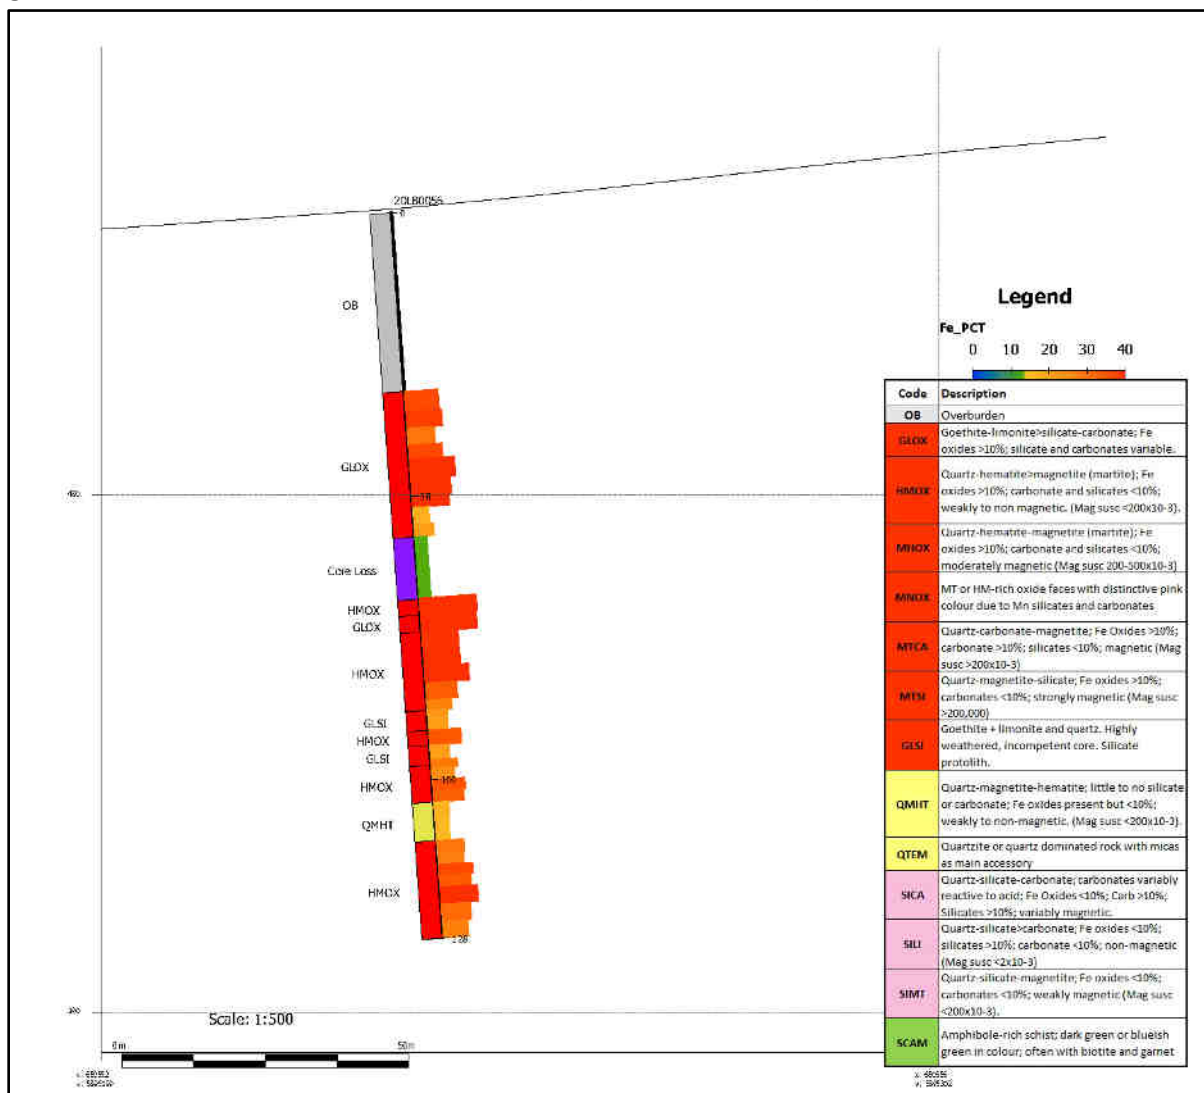 20LB0055
0
OB
GLOX
Core Loss
HMOX
GLOX
HMOX
GLSI
HMOX
GLSI
100
HMOX
QMHT
HMOX
Scale: 1:500
0m
50m
Legend
Fe_PCT
0 10 20 30 40
Code Description
OB Overburden
GLOX Goethite-limonite>silicate-carbonate; Fe
oxides >10%; silicate and carbonates variable.
HMOX Quartz-hematite>magnetite (martite); Fe
oxides >10%; carbonate and silicates <10%;
weakly to non magnetic. (Mag susc <200x10-3).
MHOX Quartz-hematite-magnetite (martite); Fe
oxides >10%; carbonate and silicates <10%;
moderately magnetic (Mag susc 200-500x10-3)
MNOX MT or HM-rich oxide faces with distinctive pink
colour due to Mn silicates and carbonates
MTCA Quartz-carbonate-magnetite; Fe Oxides >10%;
carbonate >10%; silicates <10%; magnetic (Mag
susc >200x10-3)
MTSI Quartz-magnetite-silicate; Fe oxides >10%;
carbonates <10%; strongly magnetic (Mag susc
>200,000)
GLSI Goethite + limonite and quartz. Highly
weathered, incompetent core. Silicate
protolith.
QMHT Quartz-magnetite-hematite; little to no silicate
or carbonate; Fe oxides present but <10%;
weakly to non-magnetic. (Mag susc <200x10-3).
QTEM Quartzite or quartz dominated rock with micas
as main accessory
SICA Quartz-silicate-carbonate; carbonates variably
reactive to acid; Fe Oxides <10%; Carb >10%;
Silicates >10%; variably magnetic.
SILI Quartz-silicate>carbonate; Fe oxides <10%;
silicates >10%; carbonate <10%; non-magnetic
(Mag susc <2x10-3)
SIMT Quartz-silicate-magnetite; Fe oxides <10%;
carbonates <10%; weakly magnetic (Mag susc
<200x10-3).
SCAM Amphibole-rich schist; dark green or blueish
green in colour; often with biotite and garnet